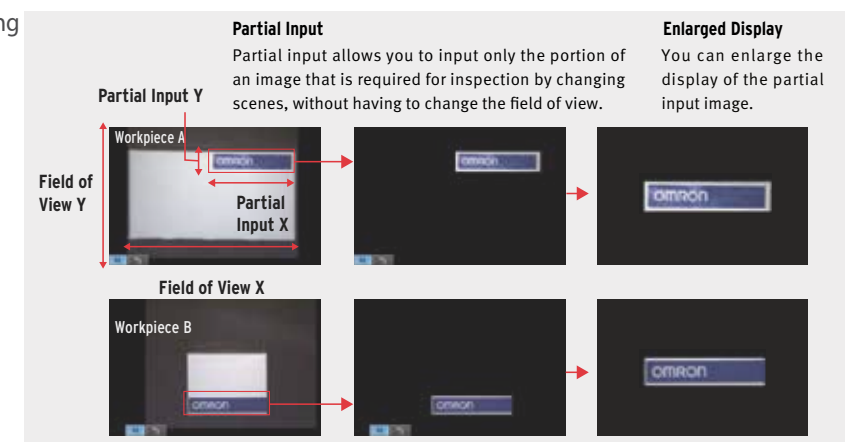 ng
Partial Input
Partial input allows you to input only the portion of
an image that is required for inspection by changing
scenes, without having to change the field of view.
Enlarged Display
You can enlarge the
display of the partial
input image.
Partial Input Y
Workpiece A
omron
omron
omron
Field of
View Y
Partial
Input X
Field of View X
Workpiece B
omron
omron
omron